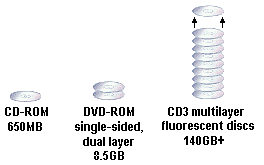 CD-ROM
650MB
DVD-ROM
single-sided,
dual layer
8.5GB
CD3 multilayer
fluorescent discs
140GB+